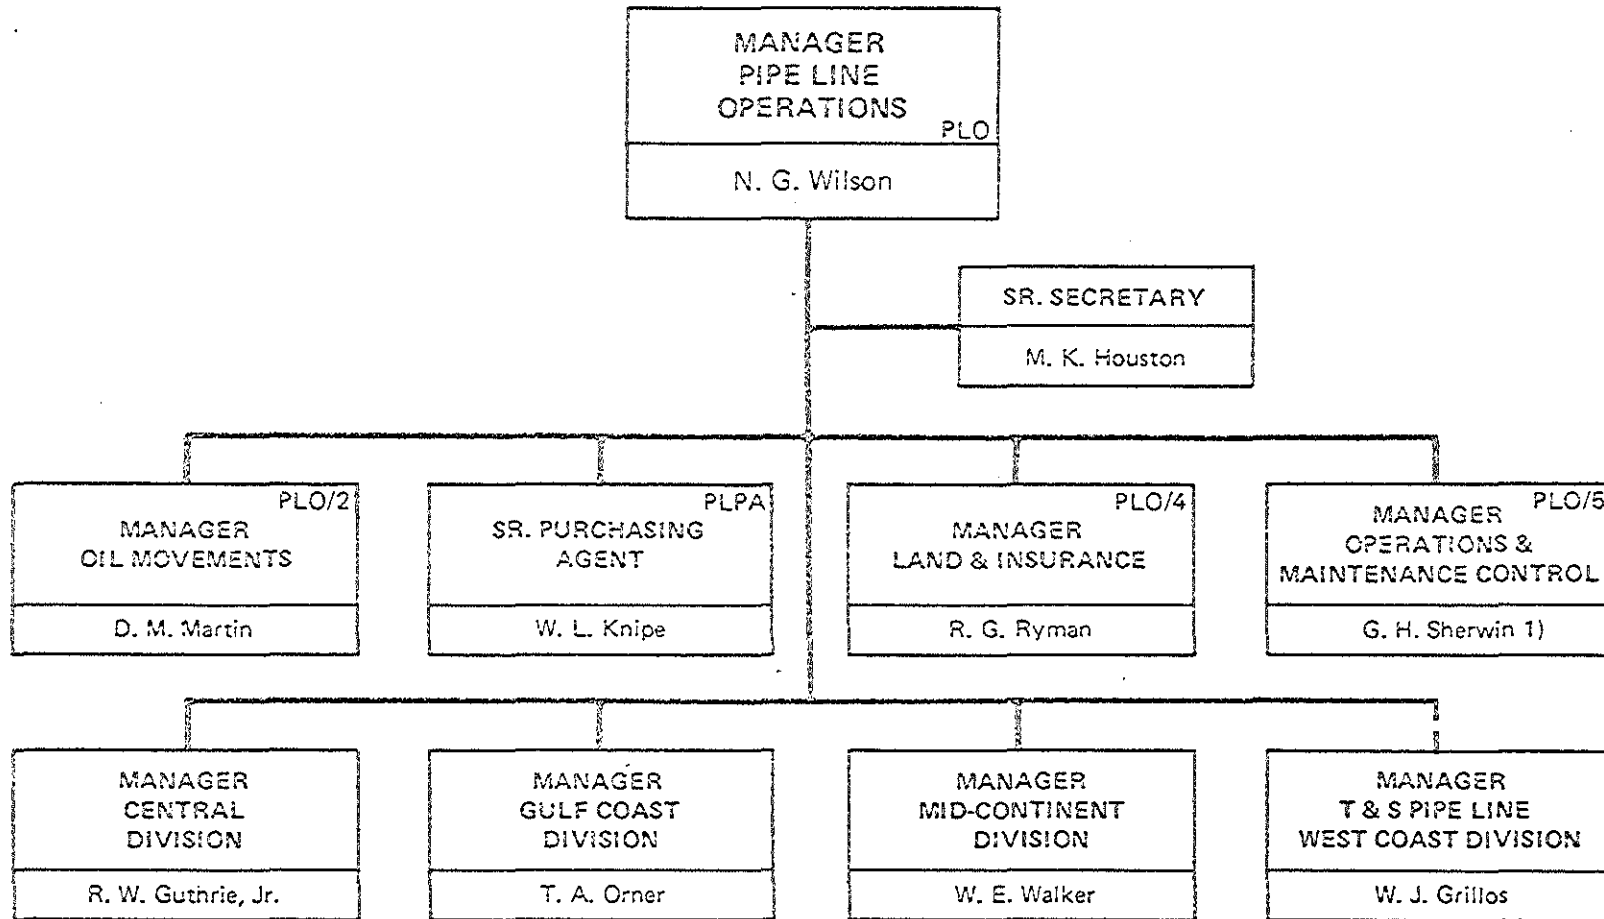 MANAGER
PIPE LINE
OPERATIONS
PLO
N. G. Wilson
SR. SECRETARY
M. K. Houston
PLO/2
MANAGER
OIL MOVEMENTS
D. M. Martin
PLPA
SR. PURCHASING
AGENT
W. L. Knipe
PLO/4
MANAGER
LAND & INSURANCE
R. G. Ryman
PLO/5
MANAGER
OPERATIONS &
MAINTENANCE CONTROL
G. H. Sherwin 1)
MANAGER
CENTRAL
DIVISION
R. W. Guthrie, Jr.
MANAGER
GULF COAST
DIVISION
T. A. Orner
MANAGER
MID-CONTINENT
DIVISION
W. E. Walker
MANAGER
T & S PIPE LINE
WEST COAST DIVISION
W. J. Grillos